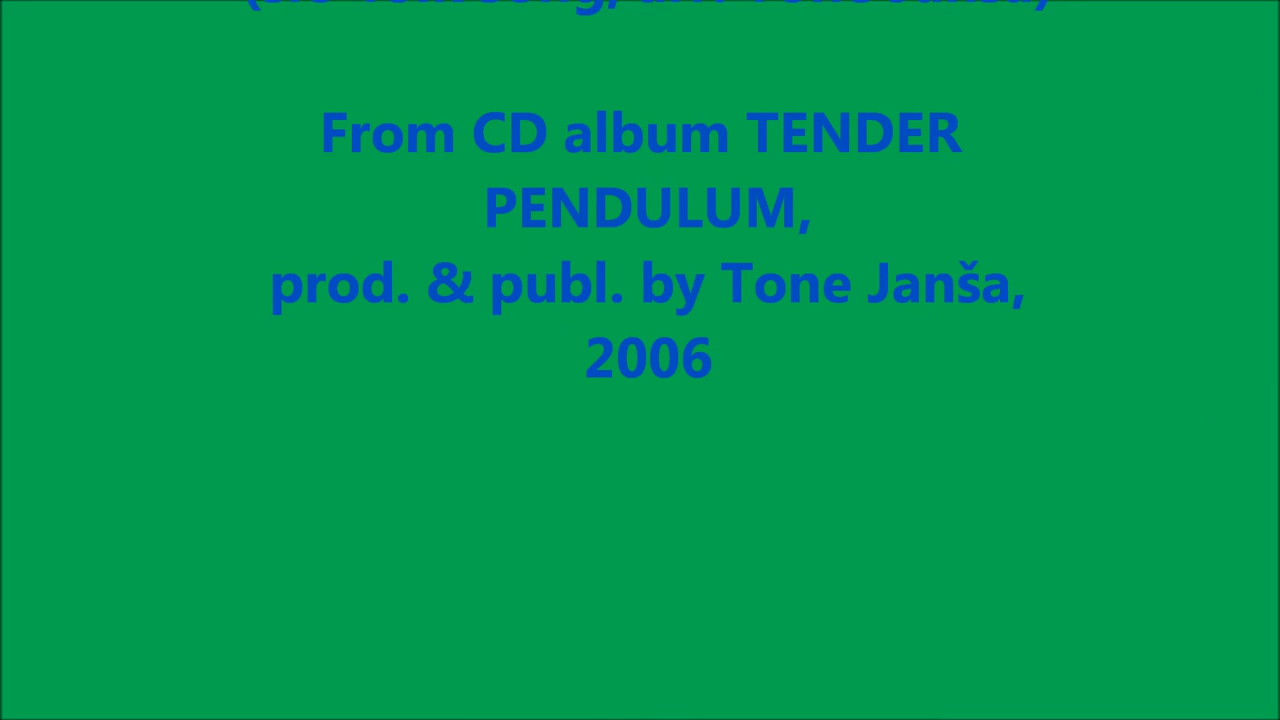 From CD album TENDER
PENDULUM,
prod. & publ. by Tone Janša,
2006